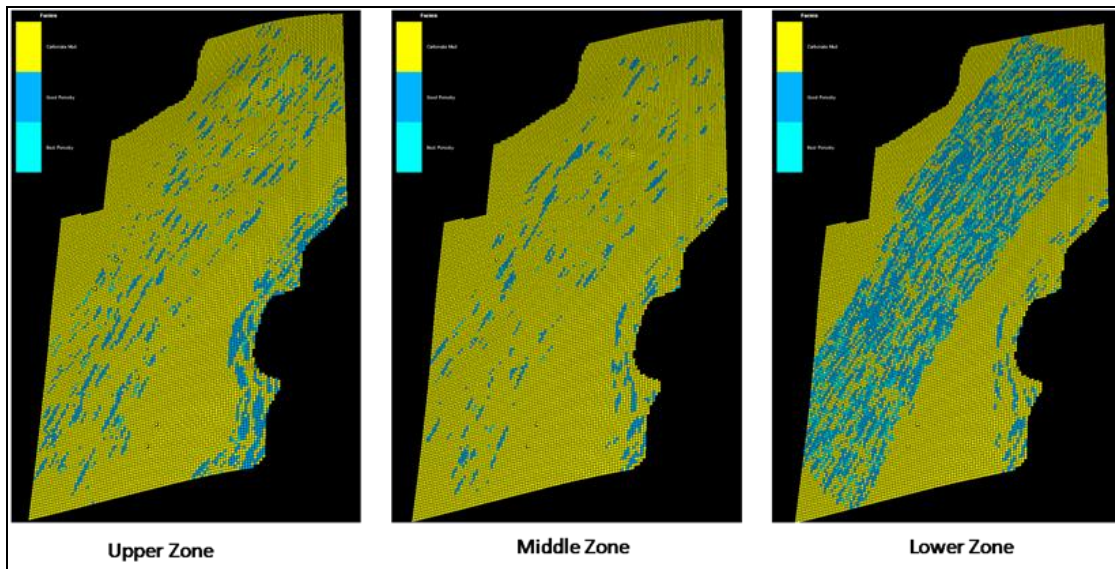 Facies
Carbonate Mud
Good Porosity
Best Porosity
Facies
Carbonate Mud
Good Porosity
Best Porosity
Facies
Carbonate Mud
Good Porosity
Best Porosity
Upper Zone
Middle Zone
Lower Zone